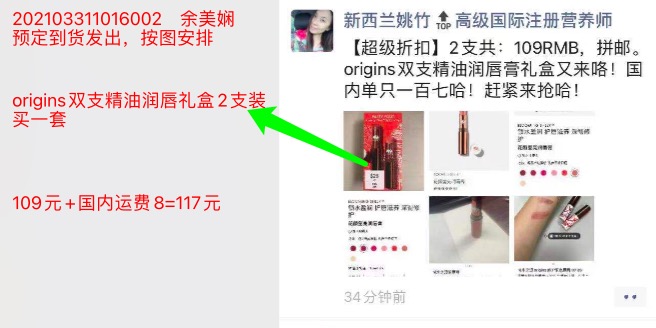 202103311016002 余美娴
预定到货发出，按图安排
origins双支精油润唇礼盒2支装
买一套
109元+国内运费8=117元
新西兰姚竹 TOP 高级国际注册营养师
【超级折扣】2支共：109RMB，拼邮。
origins双支精油润唇膏礼盒又来咯！国
内单只一百七哈！赶紧来抢哈！
$25
34分钟前